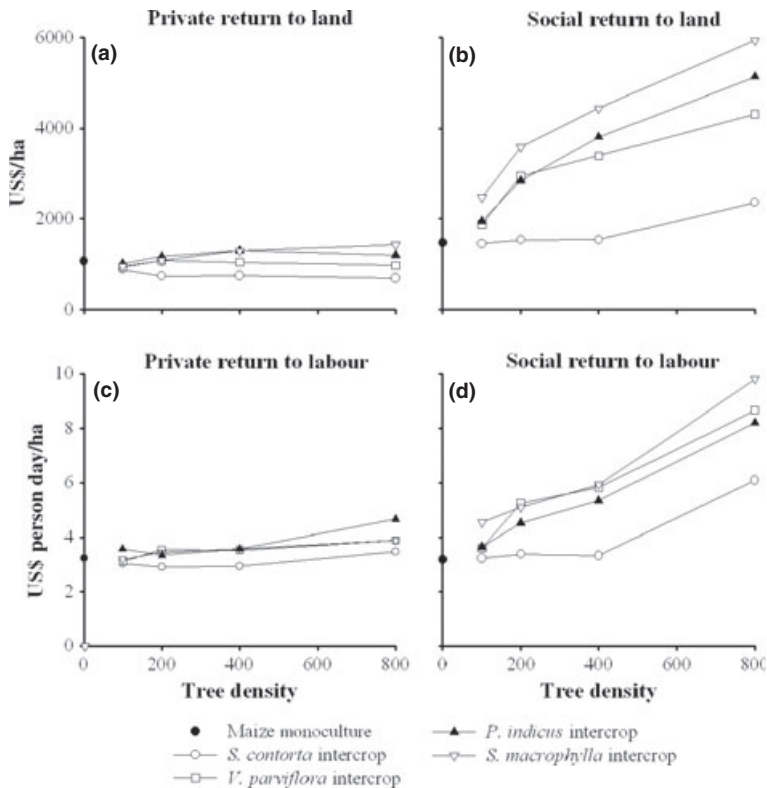 Private return to land
Social return to land
(a)
(b)
6000
4000
2000
0
US$/ha
Private return to labour
Social return to labour
(c)
(d)
10
8
6
4
2
0
US$ person day/ha
0 200 400 600 800
0 200 400 600 800
Tree density
Tree density
Maize monoculture
P. indicus intercrop
S. contorta intercrop
S. macrophylla intercrop
V. parviflora intercrop